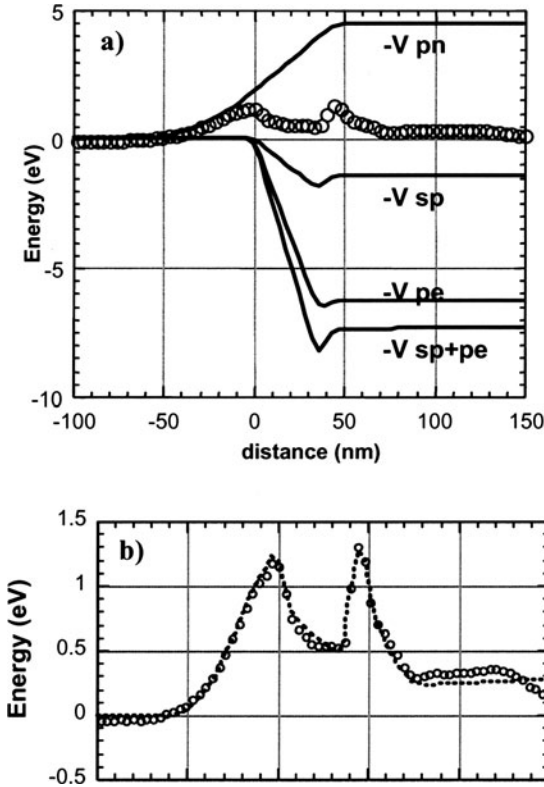 5
a)
-V pn
0
-V sp
Energy (eV)
-5
-V pe
-V sp+pe
-10
-100 -50 0 50 100 150
distance (nm)
1.5
b)
1
Energy (eV)
0.5
0
-0.5